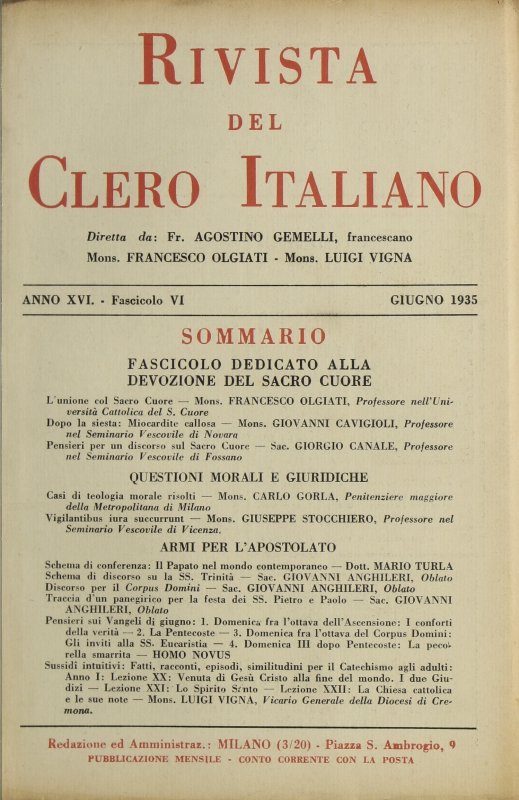 RIVISTA
DEL
CLERO ITALIANO
Diretta da: Fr. AGOSTINO GEMELLI, francescano
Mons. FRANCESCO OLGIATI - Mons. LUIGI VIGNA
ANNO XVI. - Fascicolo VI GIUGNO 1935
SOMMARIO
FASCICOLO DEDICATO ALLA
DEVOZIONE DEL SACRO CUORE
L'unione col Sacro Cuore — Mons. FRANCESCO OLGIATI, Professore nell'Uni-
versità Cattolica del S. Cuore
Dopo la siesta: Miocardite callosa — Mons. GIOVANNI CAVIGIOLI, Professore
nel Seminario Vescovile di Novara
Pensieri per un discorso sul Sacro Cuore — Sac. GIORGIO CANALE, Professore
nel Seminario Vescovile di Fossano
QUESTIONI MORALI E GIURIDICHE
Casi di teologia morale risolti — Mons. CARLO GORLA, Penitenziere maggiore
della Metropolitana di Milano
Vigilantibus iura succurrunt — Mons. GIUSEPPE STOCCHIERO, Professore nel
Seminario Vescovile di Vicenza.
ARMI PER L'APOSTOLATO
Schema di conferenza: Il Papato nel mondo contemporaneo — Dott. MARIO TURLA
Schema di discorso su la SS. Trinità — Sac. GIOVANNI ANGHILERI, Oblato
Discorso per il Corpus Domini — Sac. GIOVANNI ANGHILERI, Oblato
Traccia d'un panegirico per la festa dei SS. Pietro e Paolo — Sac. GIOVANNI
ANGHILERI, Oblato
Pensieri sui Vangeli di giugno: 1. Domenica fra l'ottava dell'Ascensione: I conforti
della verità — 2. La Pentecoste — 3. Domenica fra l'ottava del Corpus Domini:
Gli inviti alla SS. Eucaristia — 4. Domenica III dopo Pentecoste: La peco-
rella smarrita — HOMO NOVUS
Sussidi intuitivi: Fatti, racconti, episodi, similitudini per il Catechismo agli adulti:
Anno I: Lezione XX: Venuta di Gesù Cristo alla fine del mondo. I due Giu-
dizi — Lezione XXI: Lo Spirito Santo — Lezione XXII: La Chiesa cattolica
e le sue note — Mons. LUIGI VIGNA, Vicario Generale della Diocesi di Cre-
mona.
Redazione ed Amministraz.: MILANO (3/20) - Piazza S. Ambrogio, 9
PUBBLICAZIONE MENSILE - CONTO CORRENTE CON LA POSTA